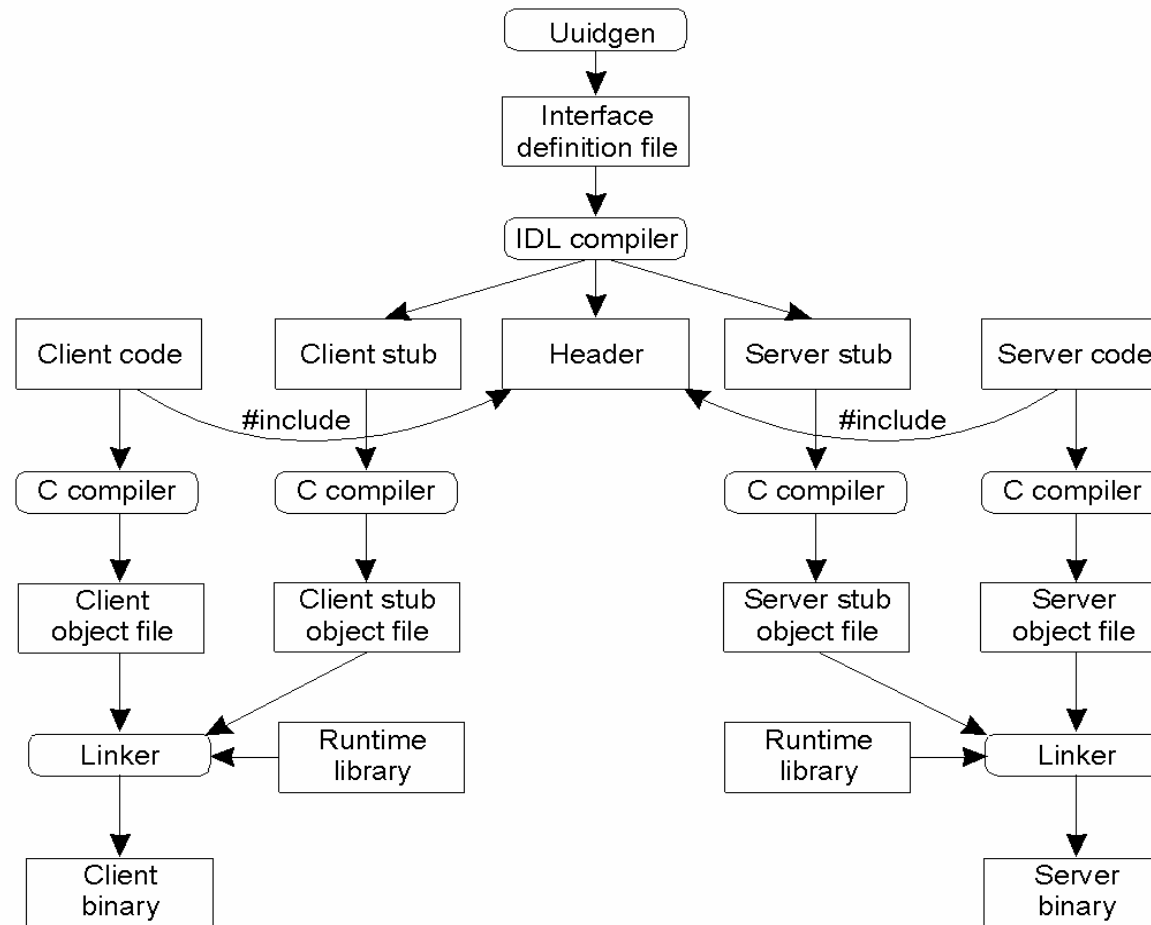 Uuidgen
Interface
definition file
IDL compiler
Client code
Client stub
Header
Server stub
Server code
#include
#include
C compiler
C compiler
C compiler
C compiler
Client
object file
Client stub
object file
Server stub
object file
Server
object file
Linker
Runtime
library
Runtime
library
Linker
Client
binary
Server
binary